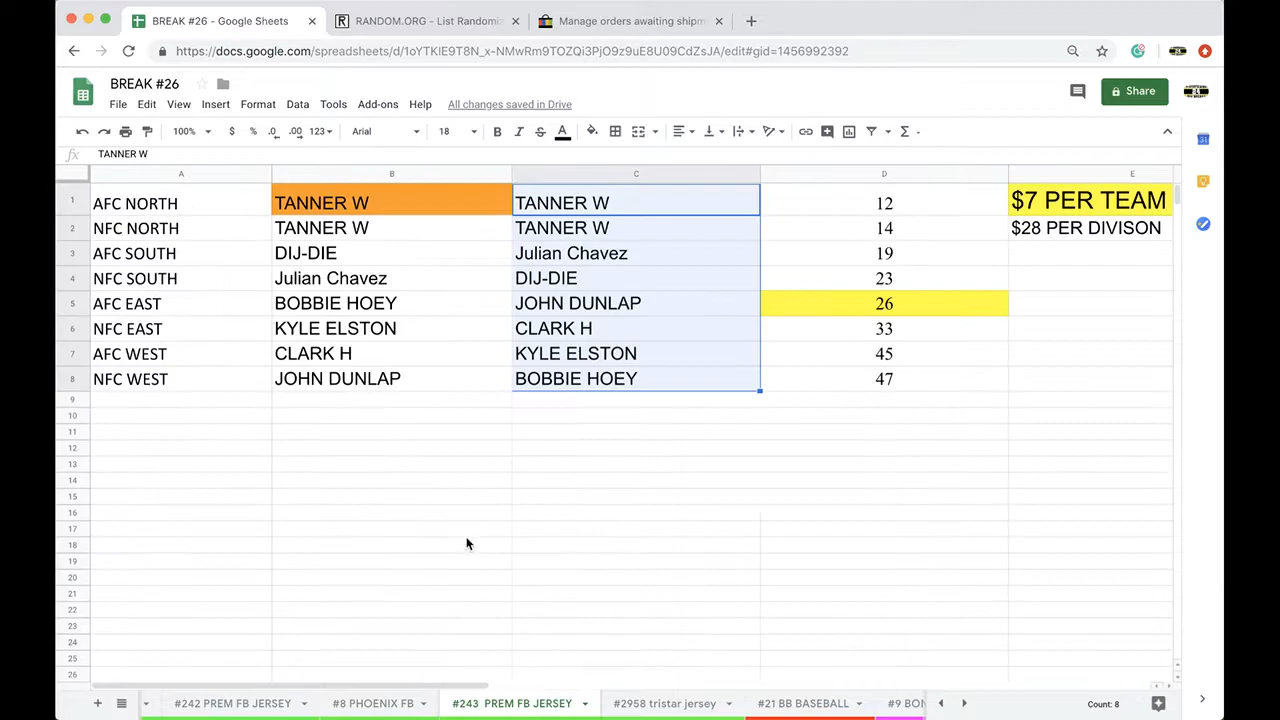 BREAK #26 - Google Sheets
RANDOM.ORG - List Randomi
Manage orders awaiting shipm
https://docs.google.com/spreadsheets/d/1oYTKlE9T8N_x-NMwRm9TOZQi3PjO9z9uE8U09CdZsJA/edit#gid=1456992392
BREAK #26
File Edit View Insert Format Data Tools Add-ons Help All changes saved in Drive
Share
100% $ % .0 .00 123 Arial 18 B I S A
fx TANNER W
A B C D E
1 AFC NORTH TANNER W TANNER W 12 $7 PER TEAM
2 NFC NORTH TANNER W TANNER W 14 $28 PER DIVISON
3 AFC SOUTH DIJ-DIE Julian Chavez 19
4 NFC SOUTH Julian Chavez DIJ-DIE 23
5 AFC EAST BOBBIE HOEY JOHN DUNLAP 26
6 NFC EAST KYLE ELSTON CLARK H 33
7 AFC WEST CLARK H KYLE ELSTON 45
8 NFC WEST JOHN DUNLAP BOBBIE HOEY 47
9
10
11
12
13
14
15
16
17
18
19
20
21
22
23
24
25
26
#242 PREM FB JERSEY #8 PHOENIX FB #243 PREM FB JERSEY #2958 tristar jersey #21 BB BASEBALL #9 BON Count: 8